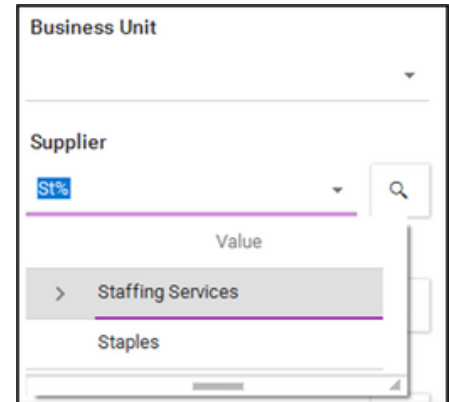 Business Unit
Supplier
St%
Value
Staffing Services
Staples